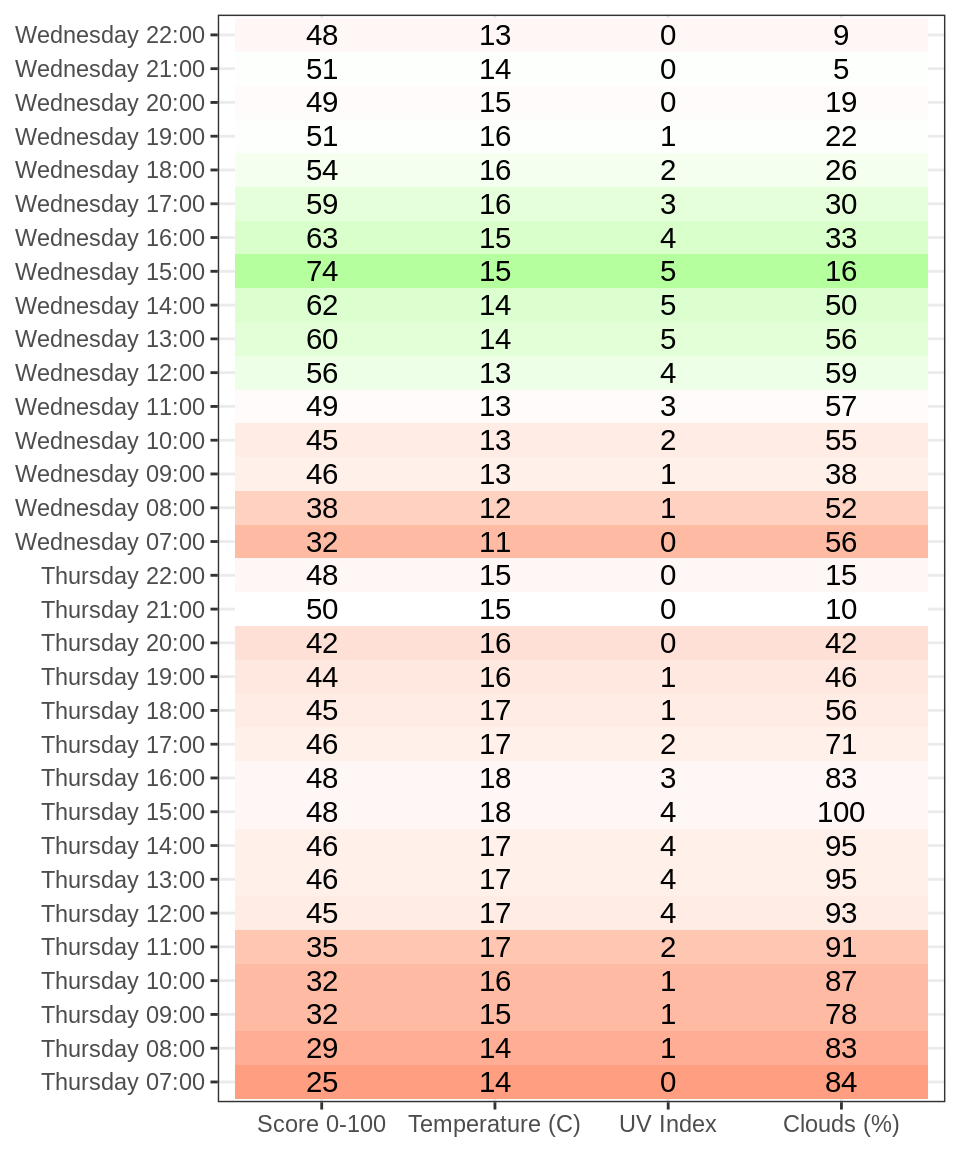 Wednesday 22:00 48 13 0 9
Wednesday 21:00 51 14 0 5
Wednesday 20:00 49 15 0 19
Wednesday 19:00 51 16 1 22
Wednesday 18:00 54 16 2 26
Wednesday 17:00 59 16 3 30
Wednesday 16:00 63 15 4 33
Wednesday 15:00 74 15 5 16
Wednesday 14:00 62 14 5 50
Wednesday 13:00 60 14 5 56
Wednesday 12:00 56 13 4 59
Wednesday 11:00 49 13 3 57
Wednesday 10:00 45 13 2 55
Wednesday 09:00 46 13 1 38
Wednesday 08:00 38 12 1 52
Wednesday 07:00 32 11 0 56
Thursday 22:00 48 15 0 15
Thursday 21:00 50 15 0 10
Thursday 20:00 42 16 0 42
Thursday 19:00 44 16 1 46
Thursday 18:00 45 17 1 56
Thursday 17:00 46 17 2 71
Thursday 16:00 48 18 3 83
Thursday 15:00 48 18 4 100
Thursday 14:00 46 17 4 95
Thursday 13:00 46 17 4 95
Thursday 12:00 45 17 4 93
Thursday 11:00 35 17 2 91
Thursday 10:00 32 16 1 87
Thursday 09:00 32 15 1 78
Thursday 08:00 29 14 1 83
Thursday 07:00 25 14 0 84
Score 0-100 Temperature (C) UV Index Clouds (%)